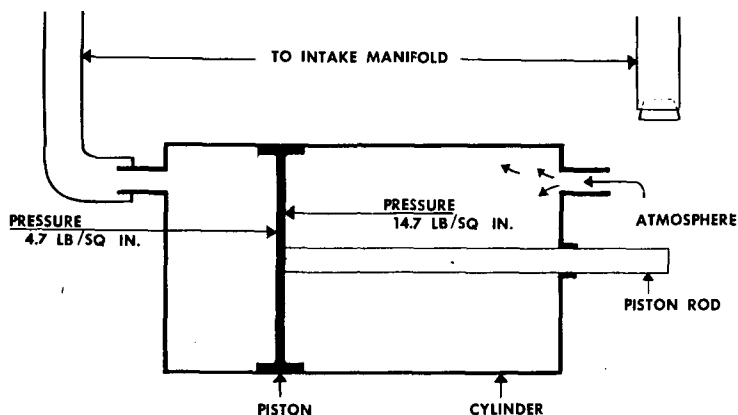 TO INTAKE MANIFOLD
PRESSURE
4.7 LB/SQ IN.
PRESSURE
14.7 LB/SQ IN.
ATMOSPHERE
PISTON ROD
PISTON
CYLINDER